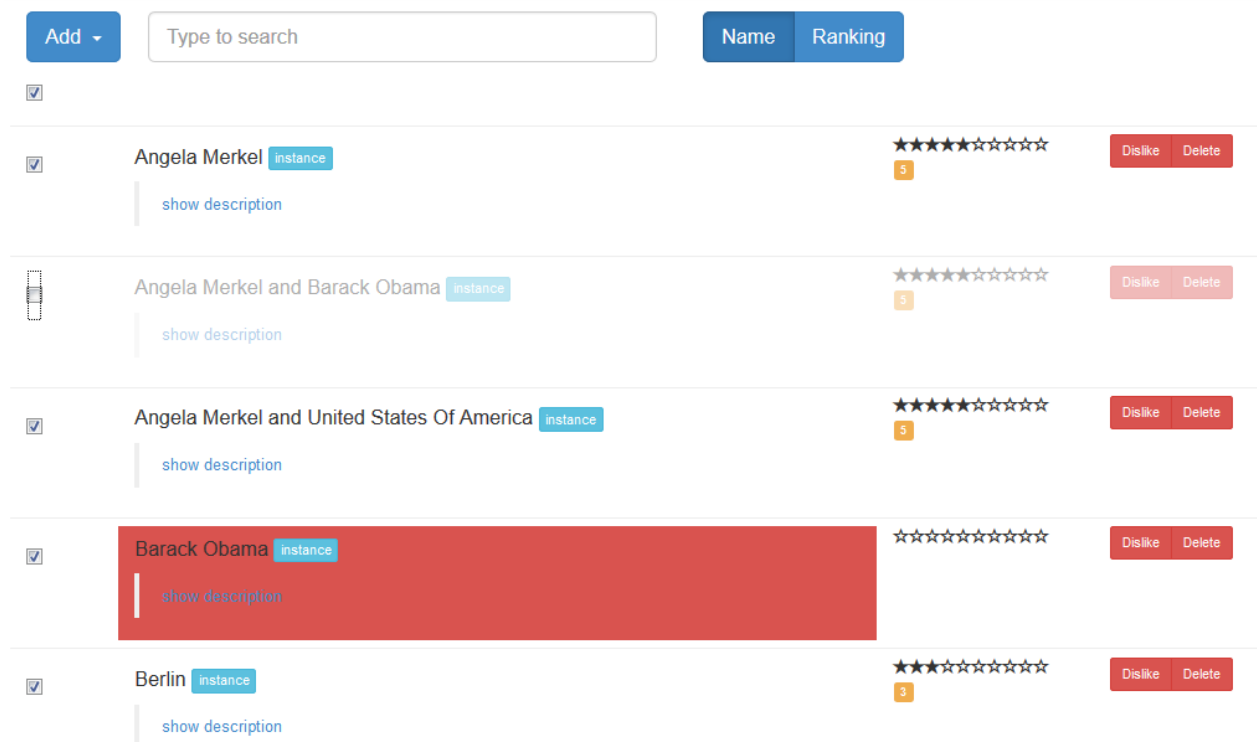 Add Type to search Name Ranking
Angela Merkel instance Dislike Delete
5
show description
Angela Merkel and Barack Obama instance Dislike Delete
5
show description
Angela Merkel and United States Of America instance Dislike Delete
5
show description
Barack Obama instance Dislike Delete
show description
Berlin instance Dislike Delete
3
show description